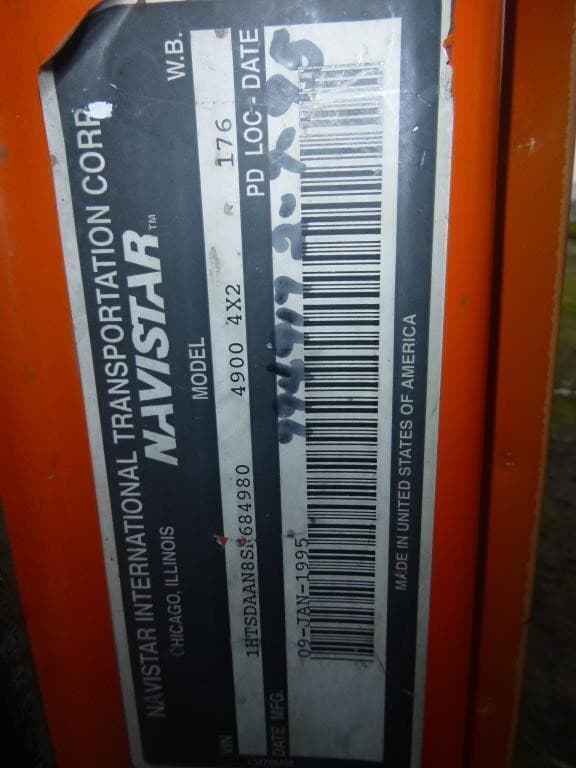 NAVISTAR INTERNATIONAL TRANSPORTATION CORP.
CHICAGO, ILLINOIS
NAVISTAR™
VIN MODEL W.B.
4900 4X2 176
DATE MFG. PD LOC - DATE
09-JAN-1995
MADE IN UNITED STATES OF AMERICA